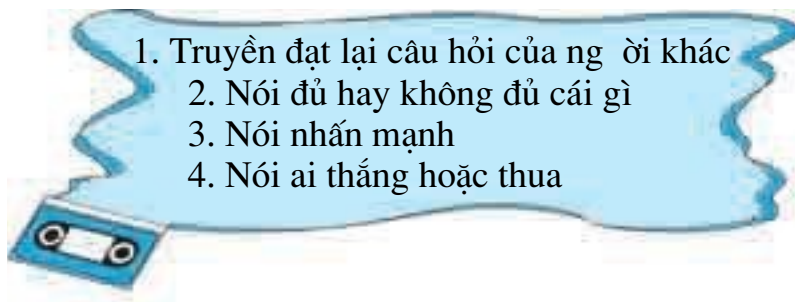 1. Truyền đạt lại câu hỏi của ng ời khác
2. Nói đủ hay không đủ cái gì
3. Nói nhấn mạnh
4. Nói ai thắng hoặc thua